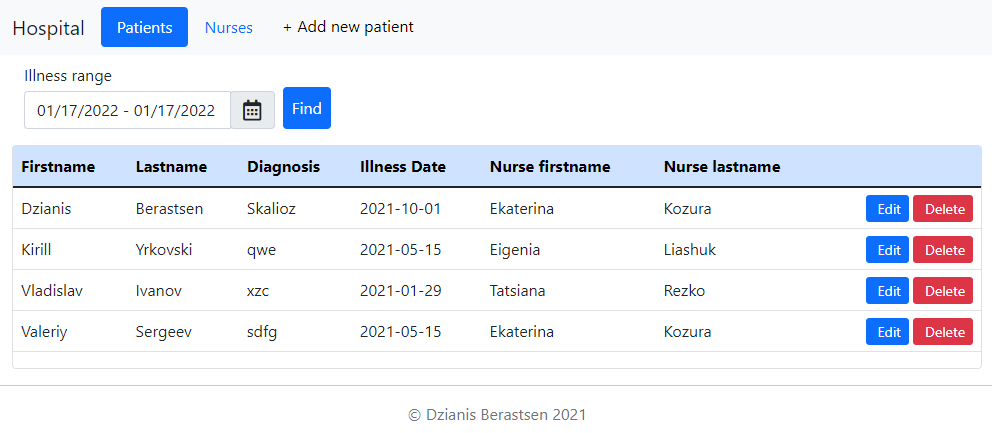 Hospital Patients Nurses + Add new patient
Illness range
01/17/2022 - 01/17/2022 Find
Firstname Lastname Diagnosis Illness Date Nurse firstname Nurse lastname
Dzianis Berastsen Skalioz 2021-10-01 Ekaterina Kozura Edit Delete
Kirill Yrkovski qwe 2021-05-15 Eigenia Liashuk Edit Delete
Vladislav Ivanov xzc 2021-01-29 Tatsiana Rezko Edit Delete
Valeriy Sergeev sdfg 2021-05-15 Ekaterina Kozura Edit Delete
© Dzianis Berastsen 2021